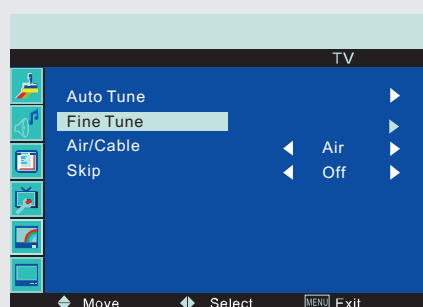 TV
Auto Tune
Fine Tune
Air/Cable Air
Skip Off
Move Select MENU Exit